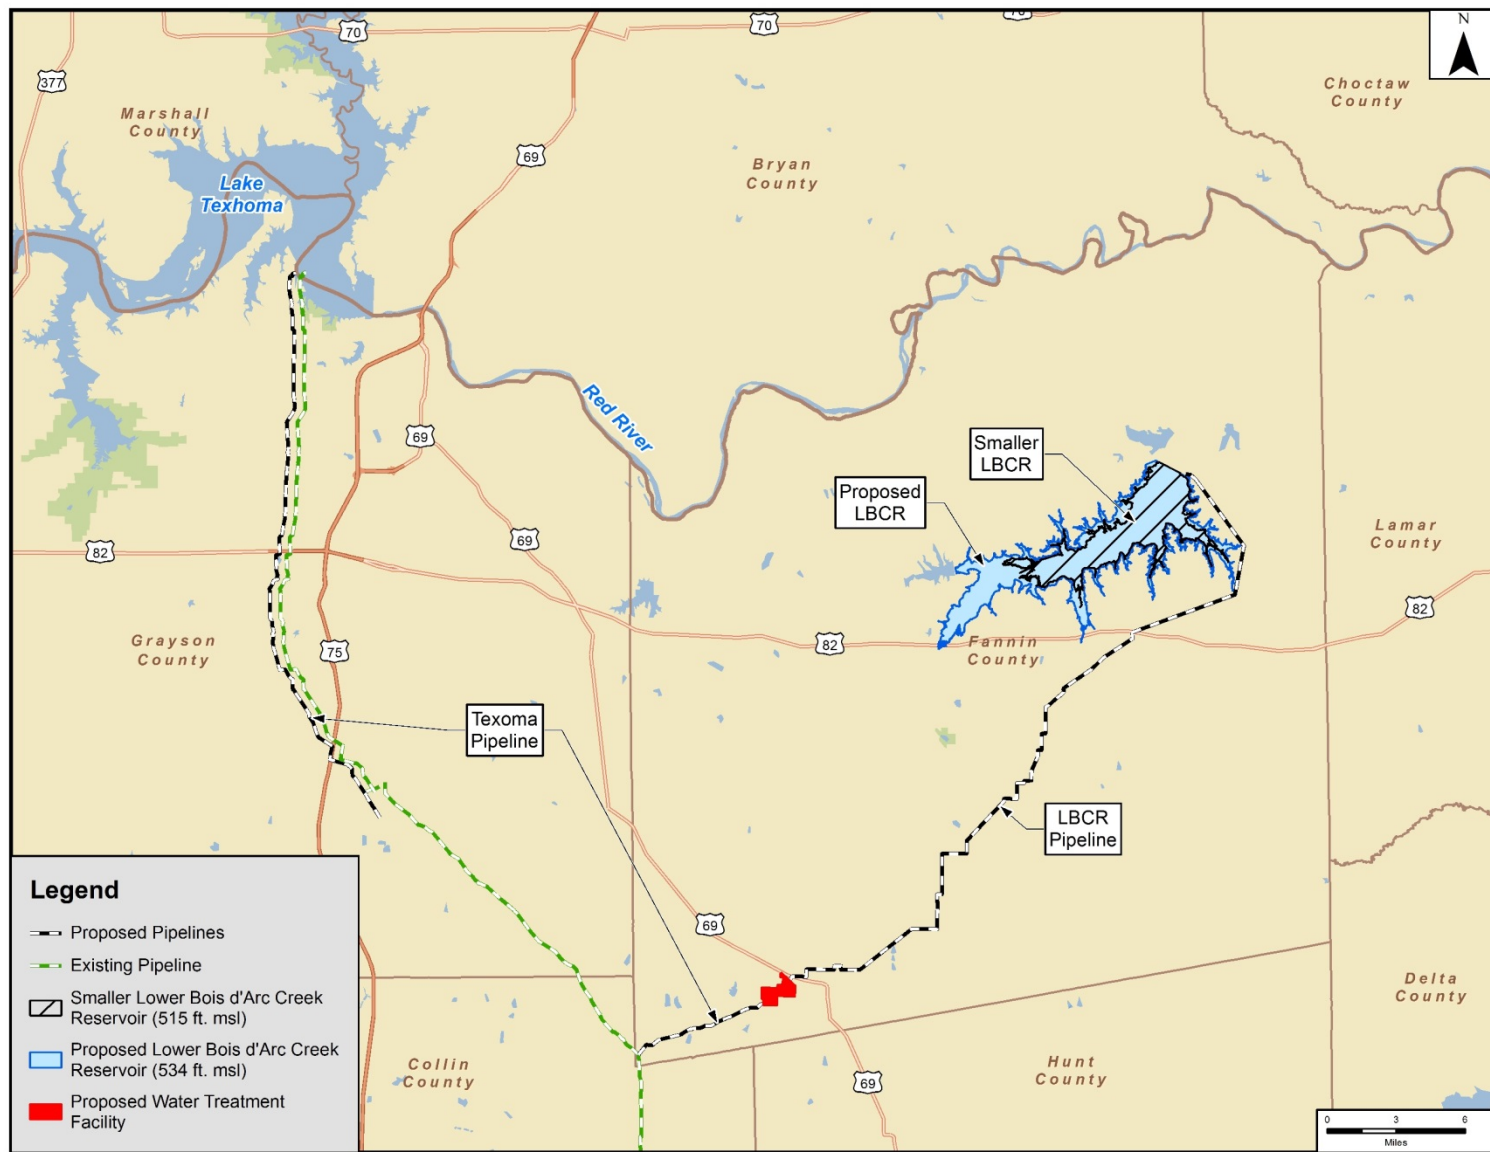 70
70
70
N
377
Marshall
County
Choctaw
County
69
Bryan
County
Lake
Texhoma
Red River
69
Smaller
LBCR
Proposed
LBCR
69
Lamar
County
82
82
82
Grayson
County
75
Fannin
County
Texoma
Pipeline
LBCR
Pipeline
69
Delta
County
Collin
County
Hunt
County
69
Legend
Proposed Pipelines
Existing Pipeline
Smaller Lower Bois d'Arc Creek
Reservoir (515 ft. msl)
Proposed Lower Bois d'Arc Creek
Reservoir (534 ft. msl)
Proposed Water Treatment
Facility
0 3 6
Miles